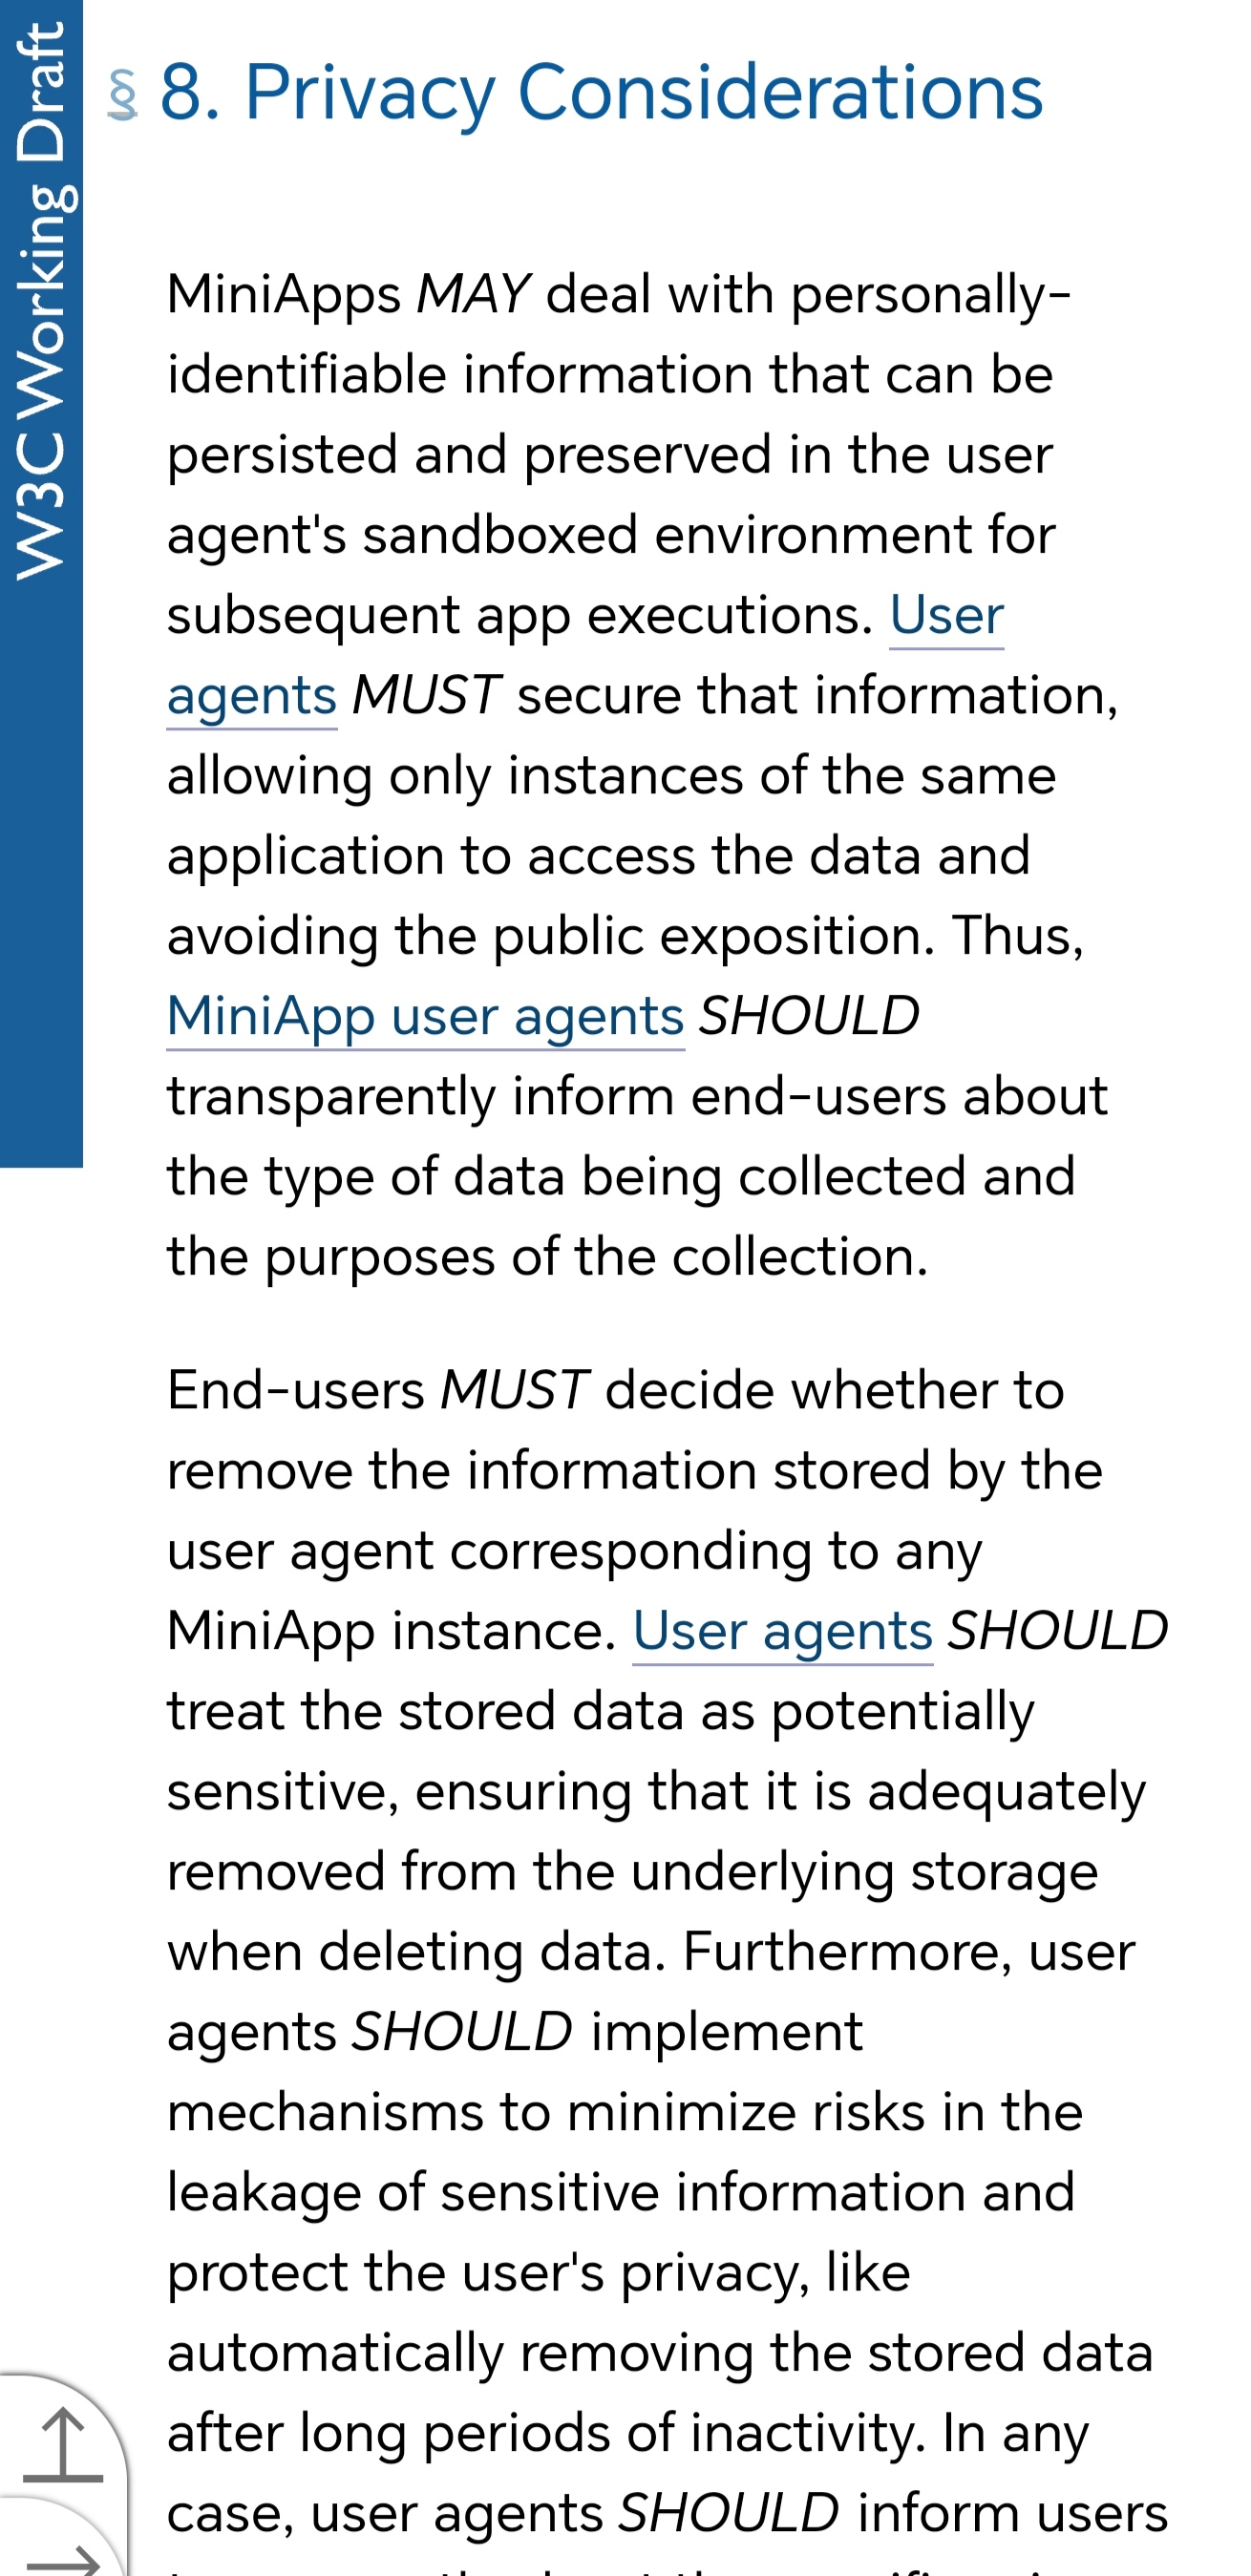 W3C Working Draft
§ 8. Privacy Considerations
MiniApps MAY deal with personally-
identifiable information that can be
persisted and preserved in the user
agent's sandboxed environment for
subsequent app executions. User
agents MUST secure that information,
allowing only instances of the same
application to access the data and
avoiding the public exposition. Thus,
MiniApp user agents SHOULD
transparently inform end-users about
the type of data being collected and
the purposes of the collection.
End-users MUST decide whether to
remove the information stored by the
user agent corresponding to any
MiniApp instance. User agents SHOULD
treat the stored data as potentially
sensitive, ensuring that it is adequately
removed from the underlying storage
when deleting data. Furthermore, user
agents SHOULD implement
mechanisms to minimize risks in the
leakage of sensitive information and
protect the user's privacy, like
automatically removing the stored data
after long periods of inactivity. In any
case, user agents SHOULD inform users